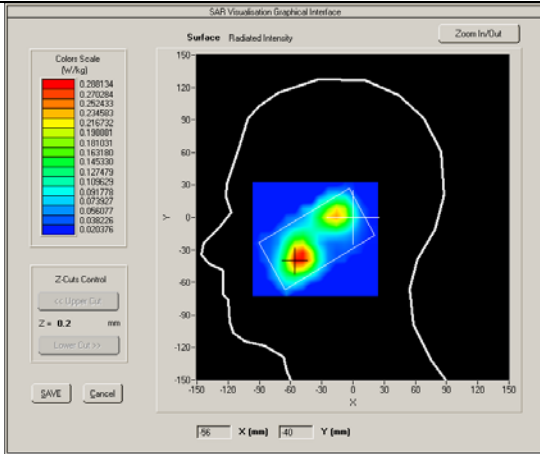 SAR Visualisation Graphical Interface
Surface Radiated Intensity
Zoom In/Out
Colors Scale
(W/kg)
0.288134
0.270284
0.252433
0.234583
0.216732
0.198881
0.181031
0.163180
0.145330
0.127479
0.109629
0.091778
0.073927
0.056077
0.038226
0.020376
Z-Cuts Control
<< Upper Cut
Z = 0.2 mm
Lower Cut >>
SAVE Cancel
150-
120-
90-
60-
30-
0-
-30-
-60-
-90-
-120-
-150-
Y
-150 -120 -90 -60 -30 0 30 60 90 120 150
X
-56 X (mm) -40 Y (mm)